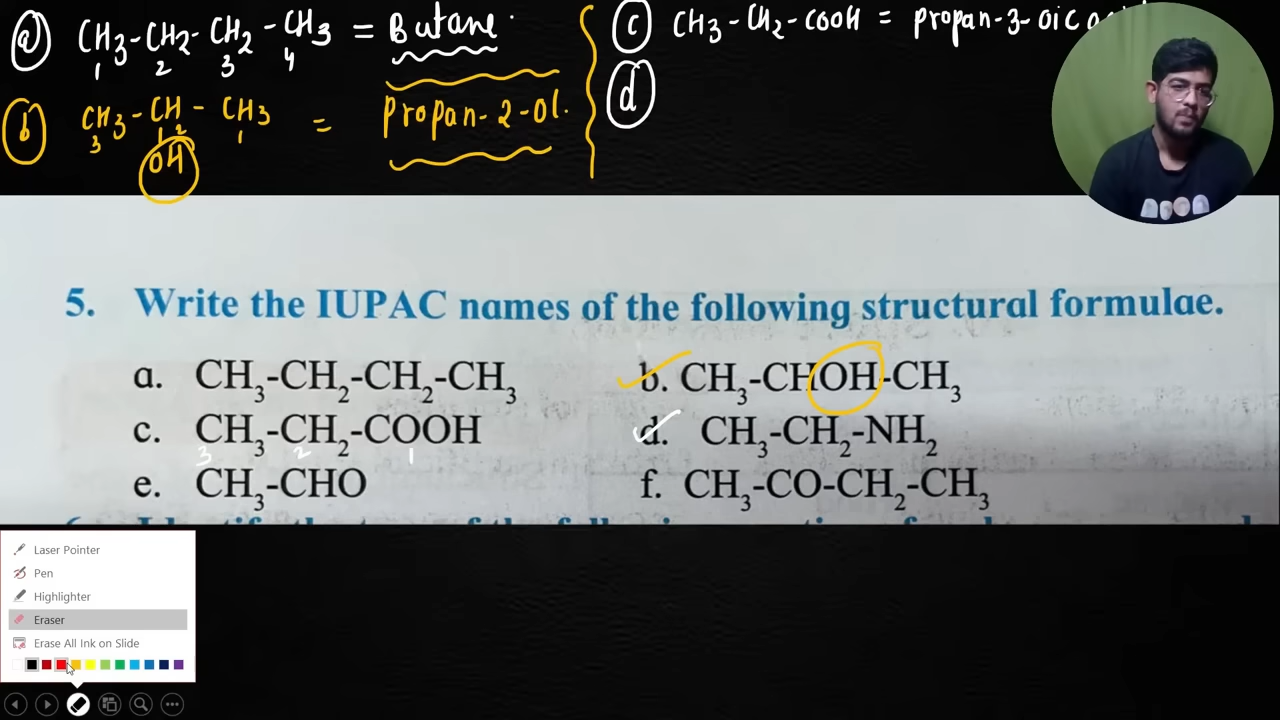 a CH3-CH2-CH2-CH3 = Butane.
1 2 3 4
b CH3-CH-CH3 = Propan-2-Ol.
3 2 1
OH
c CH3-CH2-COOH = propan-3-oic
d
5. Write the IUPAC names of the following structural formulae.
a. CH3-CH2-CH2-CH3 b. CH3-CHOH-CH3
c. CH3-CH2-COOH d. CH3-CH2-NH2
3 2 1
e. CH3-CHO f. CH3-CO-CH2-CH3
Laser Pointer
Pen
Highlighter
Eraser
Erase All Ink on Slide